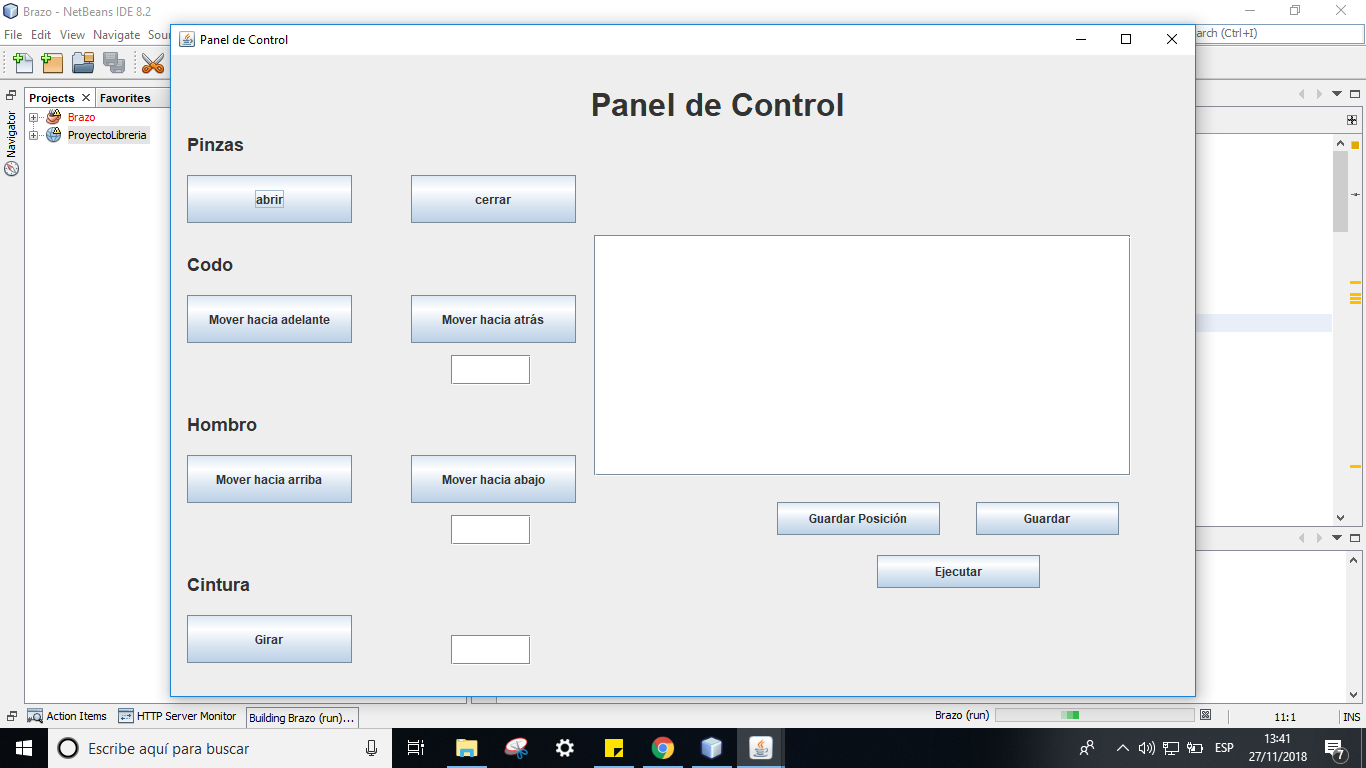 Brazo - NetBeans IDE 8.2
File Edit View Navigate Sou
arch (Ctrl+I)
Panel de Control
Projects Favorites
Navigator
Brazo
ProyectoLibreria
Panel de Control
Pinzas
abrir cerrar
Codo
Mover hacia adelante Mover hacia atrás
Hombro
Mover hacia arriba Mover hacia abajo
Guardar Posición Guardar
Ejecutar
Cintura
Girar
Action Items HTTP Server Monitor Building Brazo (run)... Brazo (run) 11:1 INS
Escribe aquí para buscar ESP 13:41
27/11/2018 7